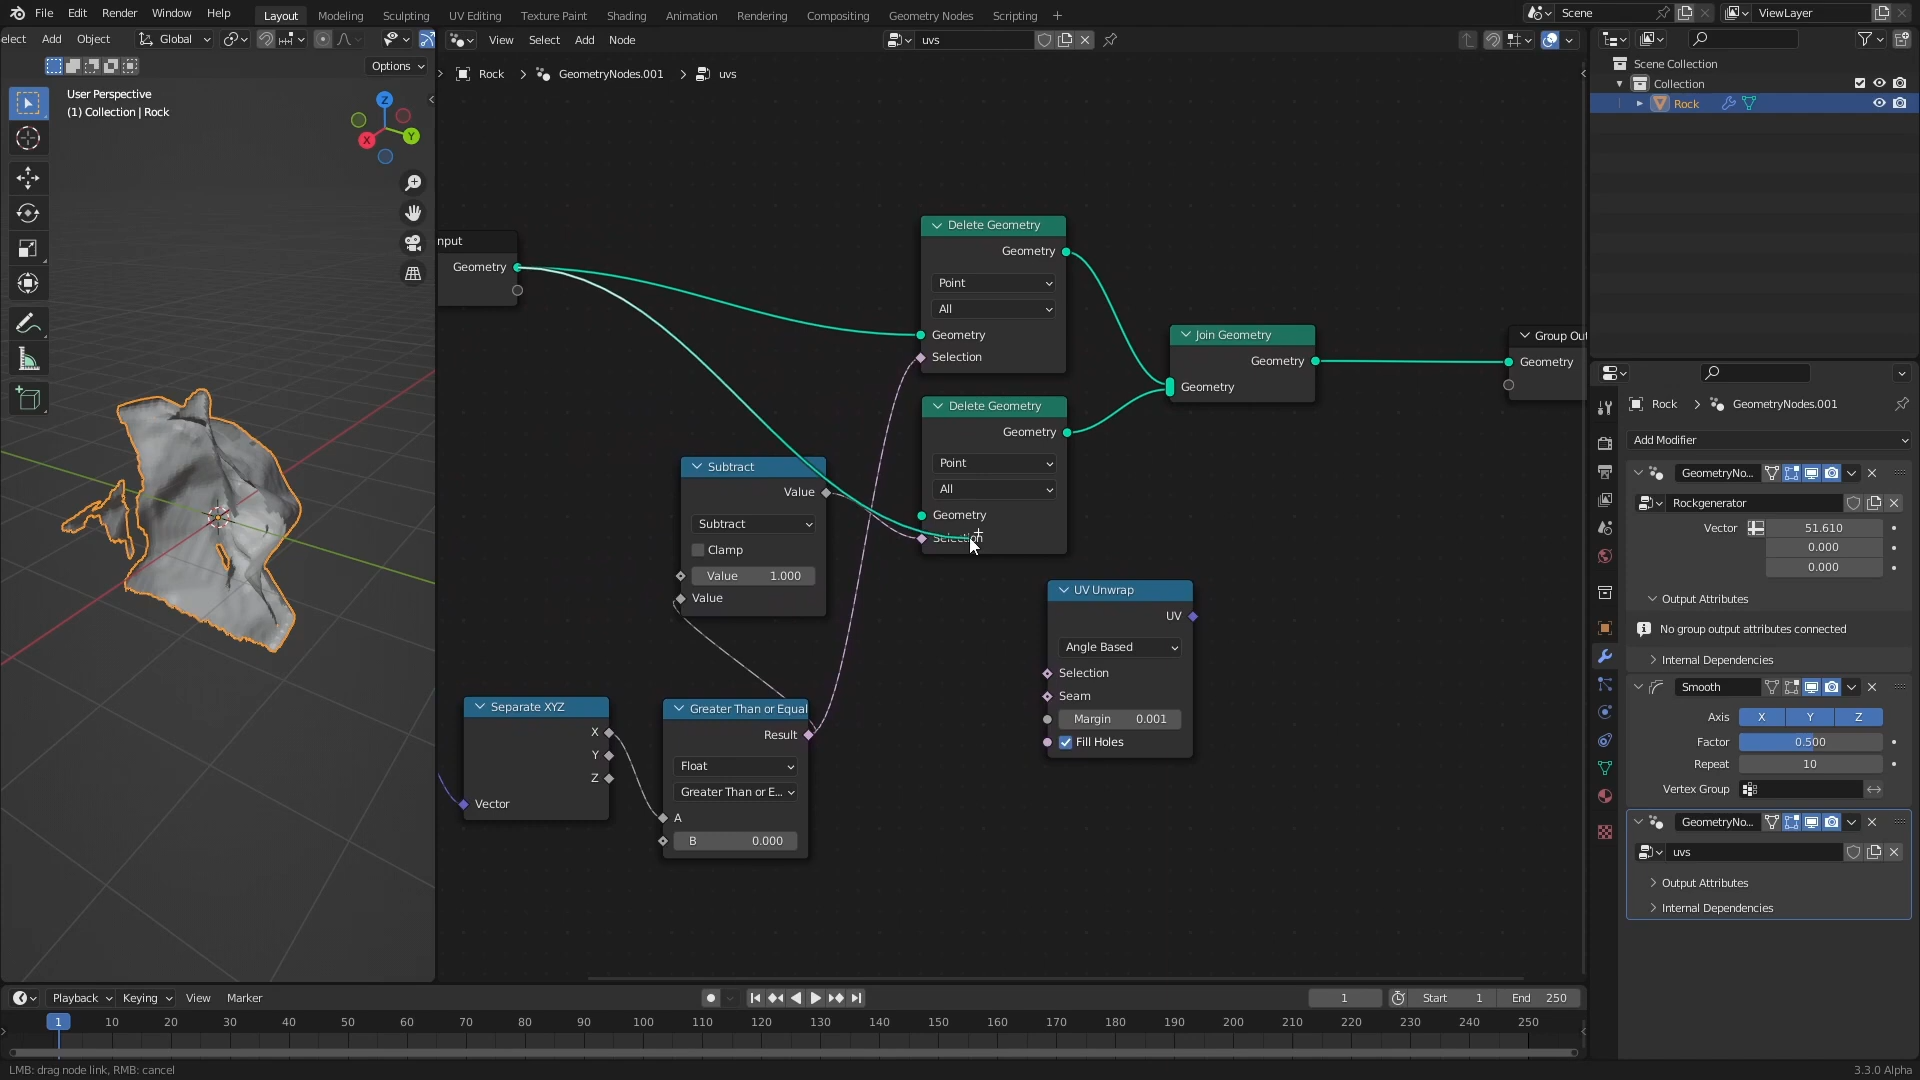 File Edit Render Window Help Layout Modeling Sculpting UV Editing Texture Paint Shading Animation Rendering Compositing Geometry Nodes Scripting + Scene ViewLayer
elect Add Object Global View Select Add Node uvs
Options
Rock > GeometryNodes.001 > uvs
User Perspective
(1) Collection | Rock
Z
X
Y
Scene Collection
Collection
Rock
nput
Geometry
Delete Geometry
Geometry
Point
All
Geometry
Selection
Delete Geometry
Geometry
Point
All
Geometry
Selection
Join Geometry
Geometry
Geometry
Group Ou
Geometry
Subtract
Value
Subtract
Clamp
Value 1.000
Value
UV Unwrap
UV
Angle Based
Selection
Seam
Margin 0.001
Fill Holes
Separate XYZ
X
Y
Z
Vector
Greater Than or Equal
Result
Float
Greater Than or E...
A
B 0.000
Rock > GeometryNodes.001
Add Modifier
GeometryNo...
Rockgenerator
Vector 51.610
0.000
0.000
Output Attributes
No group output attributes connected
Internal Dependencies
Smooth
Axis X Y Z
Factor 0.500
Repeat 10
Vertex Group
GeometryNo...
uvs
Output Attributes
Internal Dependencies
Playback Keying View Marker 1 Start 1 End 250
1 10 20 30 40 50 60 70 80 90 100 110 120 130 140 150 160 170 180 190 200 210 220 230 240 250
LMB: drag node link, RMB: cancel
3.3.0 Alpha